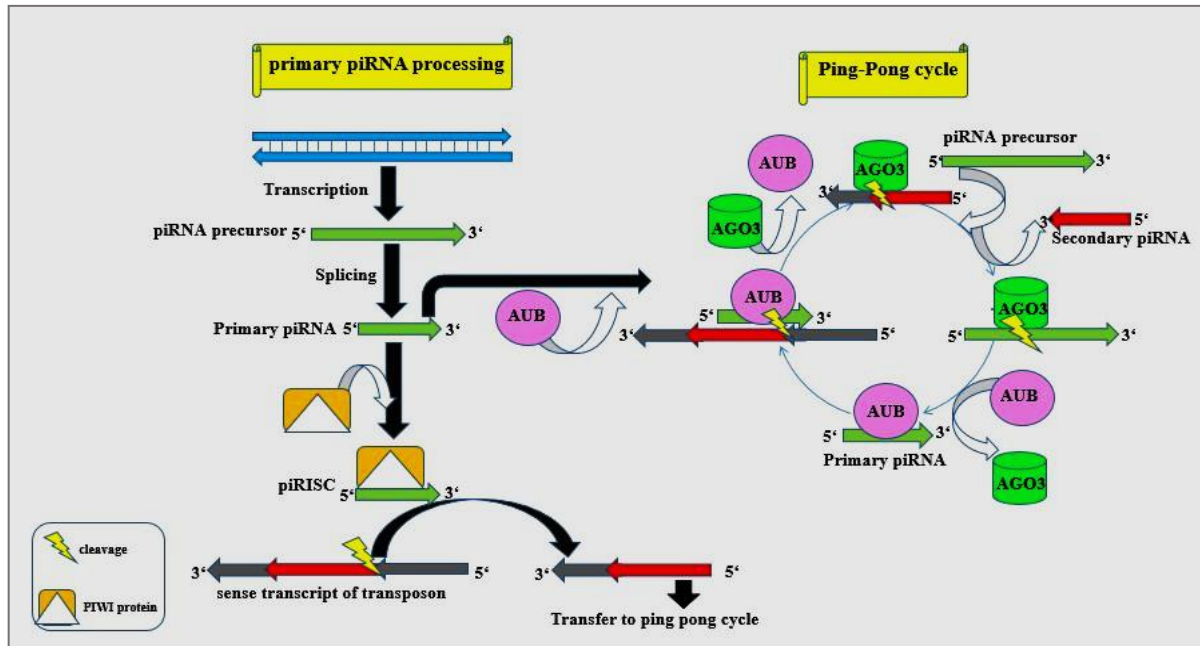 primary piRNA processing
Transcription
piRNA precursor 5‘ 3‘
Splicing
Primary piRNA 5‘ 3‘
AUB
piRISC
5‘ 3‘
3‘ 5‘
sense transcript of transposon
3‘ 5‘
Transfer to ping pong cycle
cleavage
PIWI protein
Ping-Pong cycle
piRNA precursor
5‘ 3‘
AUB
AGO3
3‘ 5‘
AGO3
3‘ 5‘
Secondary piRNA
AUB
5‘ 3‘
3‘ 5‘
AGO3
5‘ 3‘
AUB
5‘ 3‘
Primary piRNA
AUB
AGO3